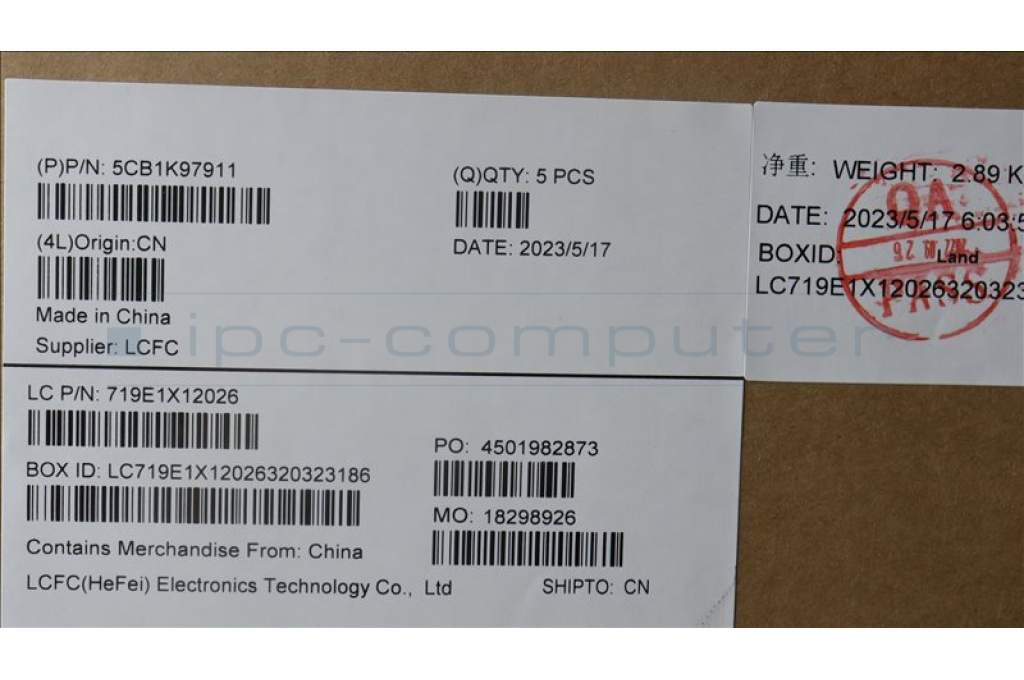 (P)P/N: 5CB1K97911
(Q)QTY: 5 PCS
(4L)Origin:CN
DATE: 2023/5/17
Made in China
Supplier: LCFC
净重: WEIGHT: 2.89 K
DATE: 2023/5/17 6:03:5
BOXID:
Land
LC719E1X12026320323
QA
PASS
ipc-computer
LC P/N: 719E1X12026
PO: 4501982873
BOX ID: LC719E1X12026320323186
MO: 18298926
Contains Merchandise From: China
LCFC(HeFei) Electronics Technology Co., Ltd
SHIPTO: CN